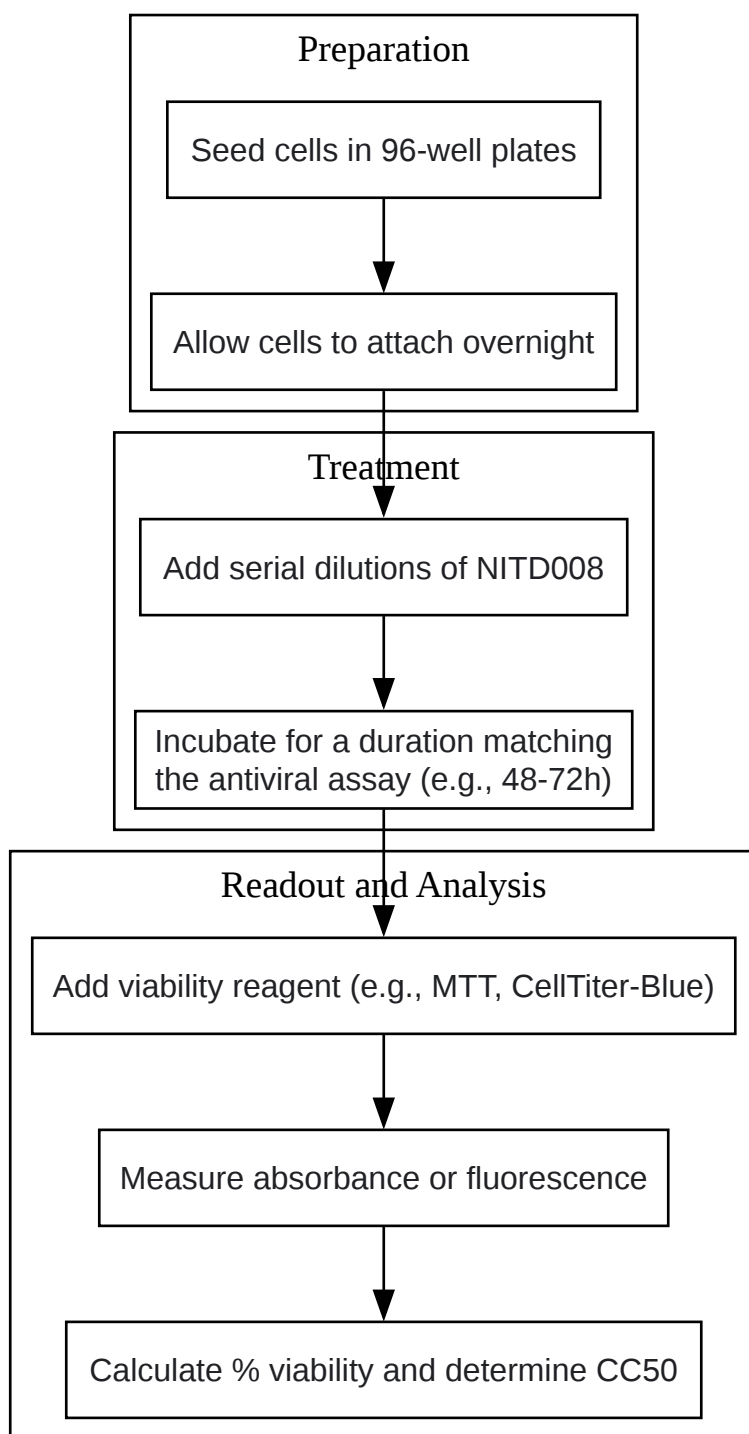 Preparation
Seed cells in 96-well plates
Allow cells to attach overnight
Treatment
Add serial dilutions of NITD008
Incubate for a duration matching
the antiviral assay (e.g., 48-72h)
Readout and Analysis
Add viability reagent (e.g., MTT, CellTiter-Blue)
Measure absorbance or fluorescence
Calculate % viability and determine CC50